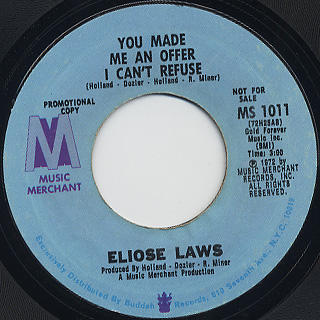 YOU MADE
ME AN OFFER
I CAN'T REFUSE
(Holland - Dozier - Holland - R. Miner)
PROMOTIONAL
COPY
NOT FOR
SALE
MS 1011
(72H25AB)
Gold Forever
Music Inc.
(BMI)
Time: 3:00
℗ 1972 by
MUSIC MERCHANT
RECORDS, INC.
ALL RIGHTS
RESERVED.
M
MUSIC
MERCHANT
ELIOSE LAWS
Produced By Holland - Dozier - R. Miner
A Music Merchant Production
Exclusively Distributed By Buddah Records, 810 Seventh Ave., N.Y.C. 10019